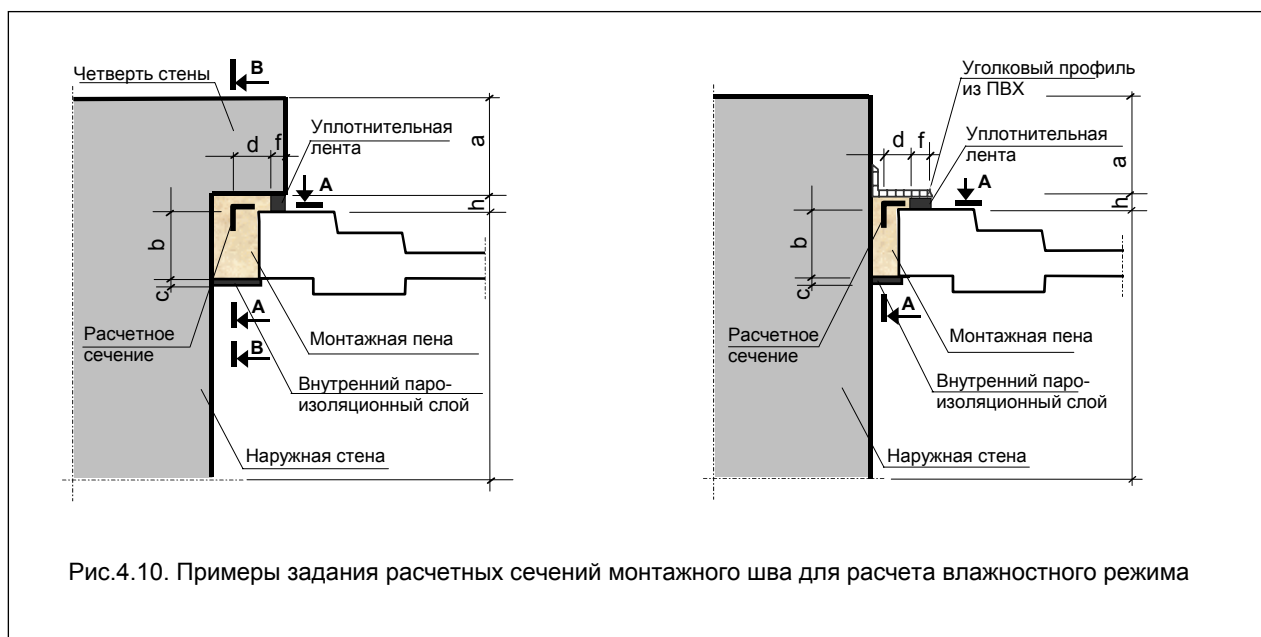 Четверть стены
B
B
Уплотнительная
лента
d
f
a
A
h
b
c
A
B
Расчетное
сечение
Монтажная пена
Внутренний паро-
изоляционный слой
Наружная стена
Уголковый профиль
из ПВХ
d
f
Уплотнительная
лента
a
A
h
b
c
A
Расчетное
сечение
Монтажная пена
Внутренний паро-
изоляционный слой
Наружная стена
Рис.4.10. Примеры задания расчетных сечений монтажного шва для расчета влажностного режима